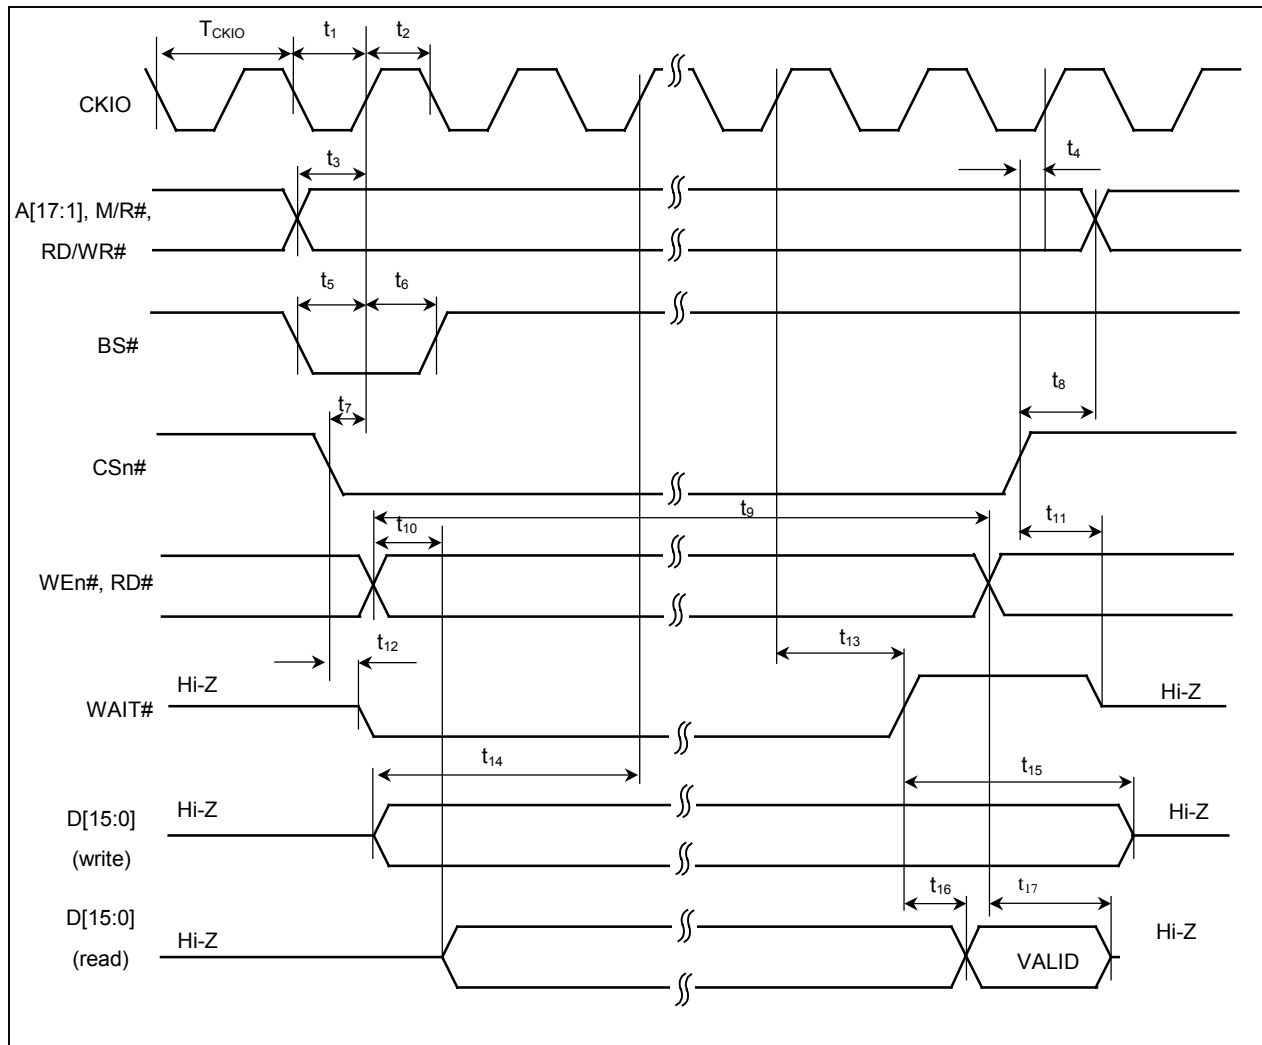 T_CKIO t₁ t₂
CKIO
t₃ t₄
A[17:1], M/R#,
RD/WR#
t₅ t₆
BS#
t₇ t₈
CSn#
t₉
t₁₀ t₁₁
WEn#, RD#
t₁₂ t₁₃
Hi-Z Hi-Z
WAIT#
t₁₄ t₁₅
Hi-Z Hi-Z
D[15:0]
(write)
t₁₆ t₁₇
D[15:0]
Hi-Z Hi-Z
(read) VALID